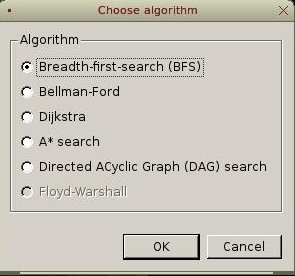 Choose algorithm
Algorithm
Breadth-first-search (BFS)
Bellman-Ford
Dijkstra
A* search
Directed ACyclic Graph (DAG) search
Floyd-Warshall
OK
Cancel